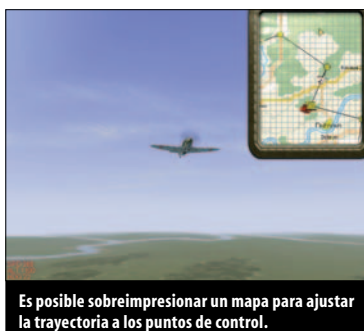 Es posible sobreimpresionar un mapa para ajustar
la trayectoria a los puntos de control.